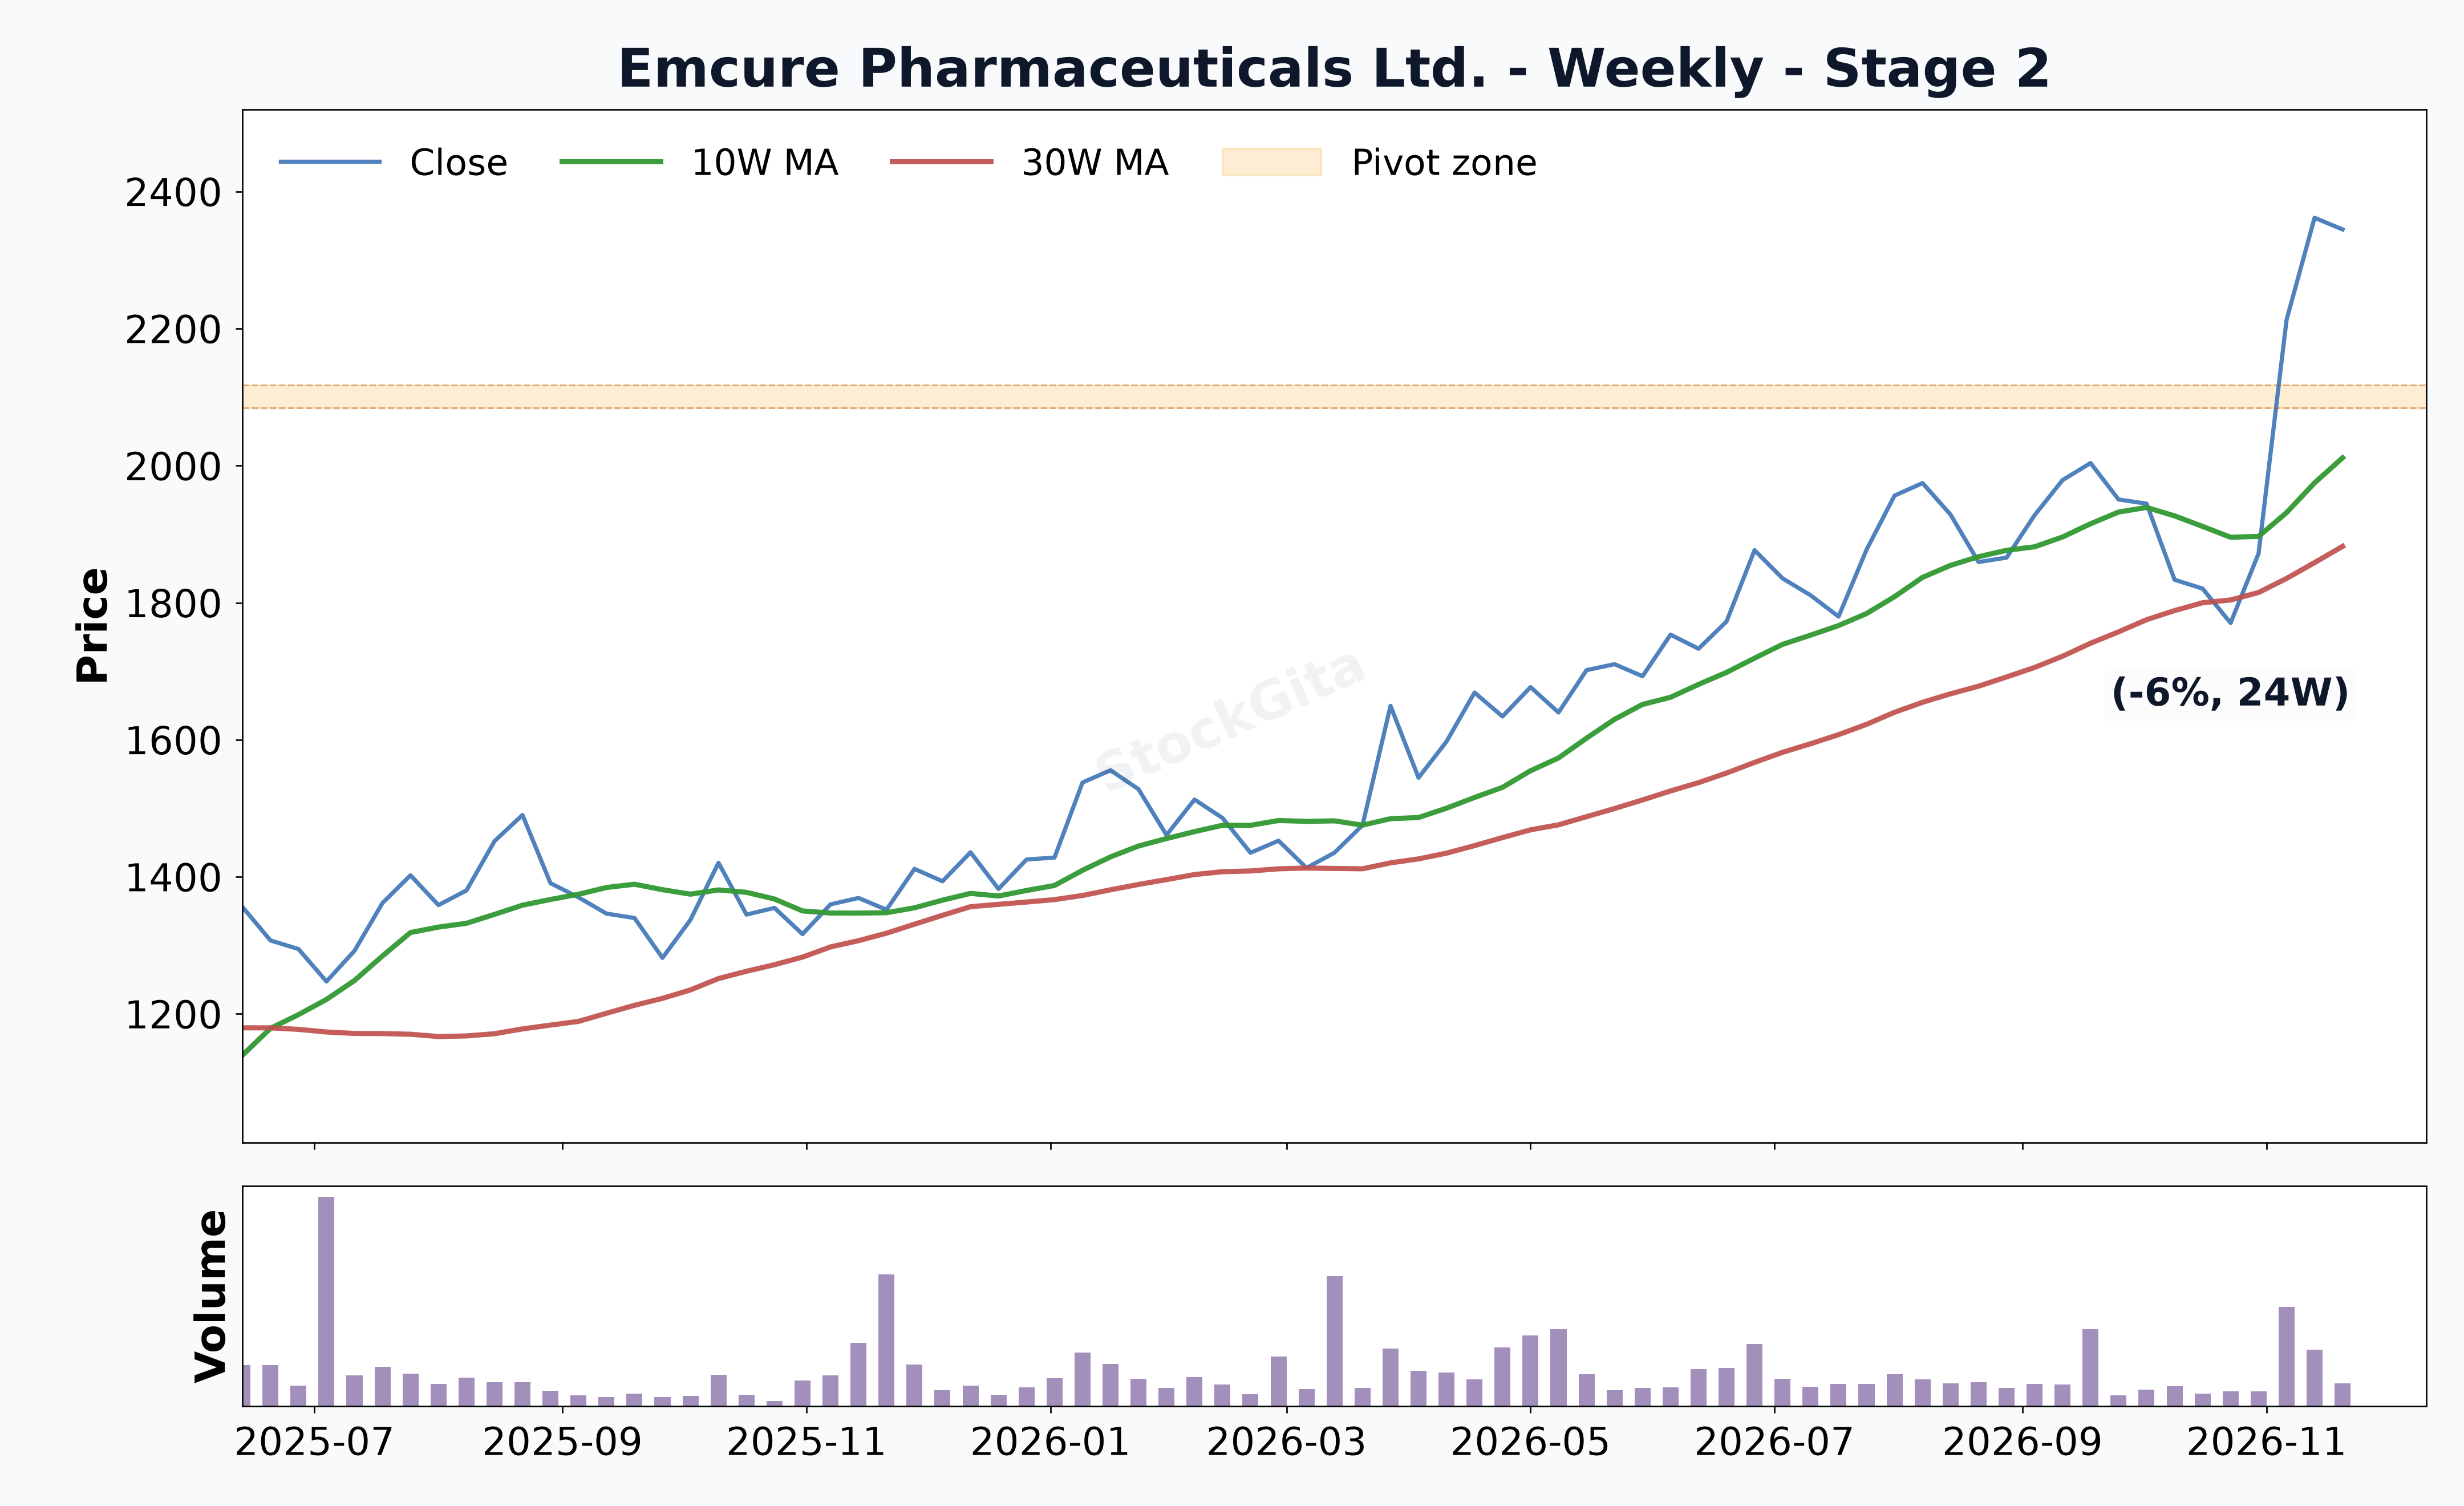 Emcure Pharmaceuticals Ltd. - Weekly - Stage 2
Close
10W MA
30W MA
Pivot zone
2400
2200
2000
1800
1600
1400
1200
Price
StockGita
(-6%, 24W)
Volume
2025-07
2025-09
2025-11
2026-01
2026-03
2026-05
2026-07
2026-09
2026-11